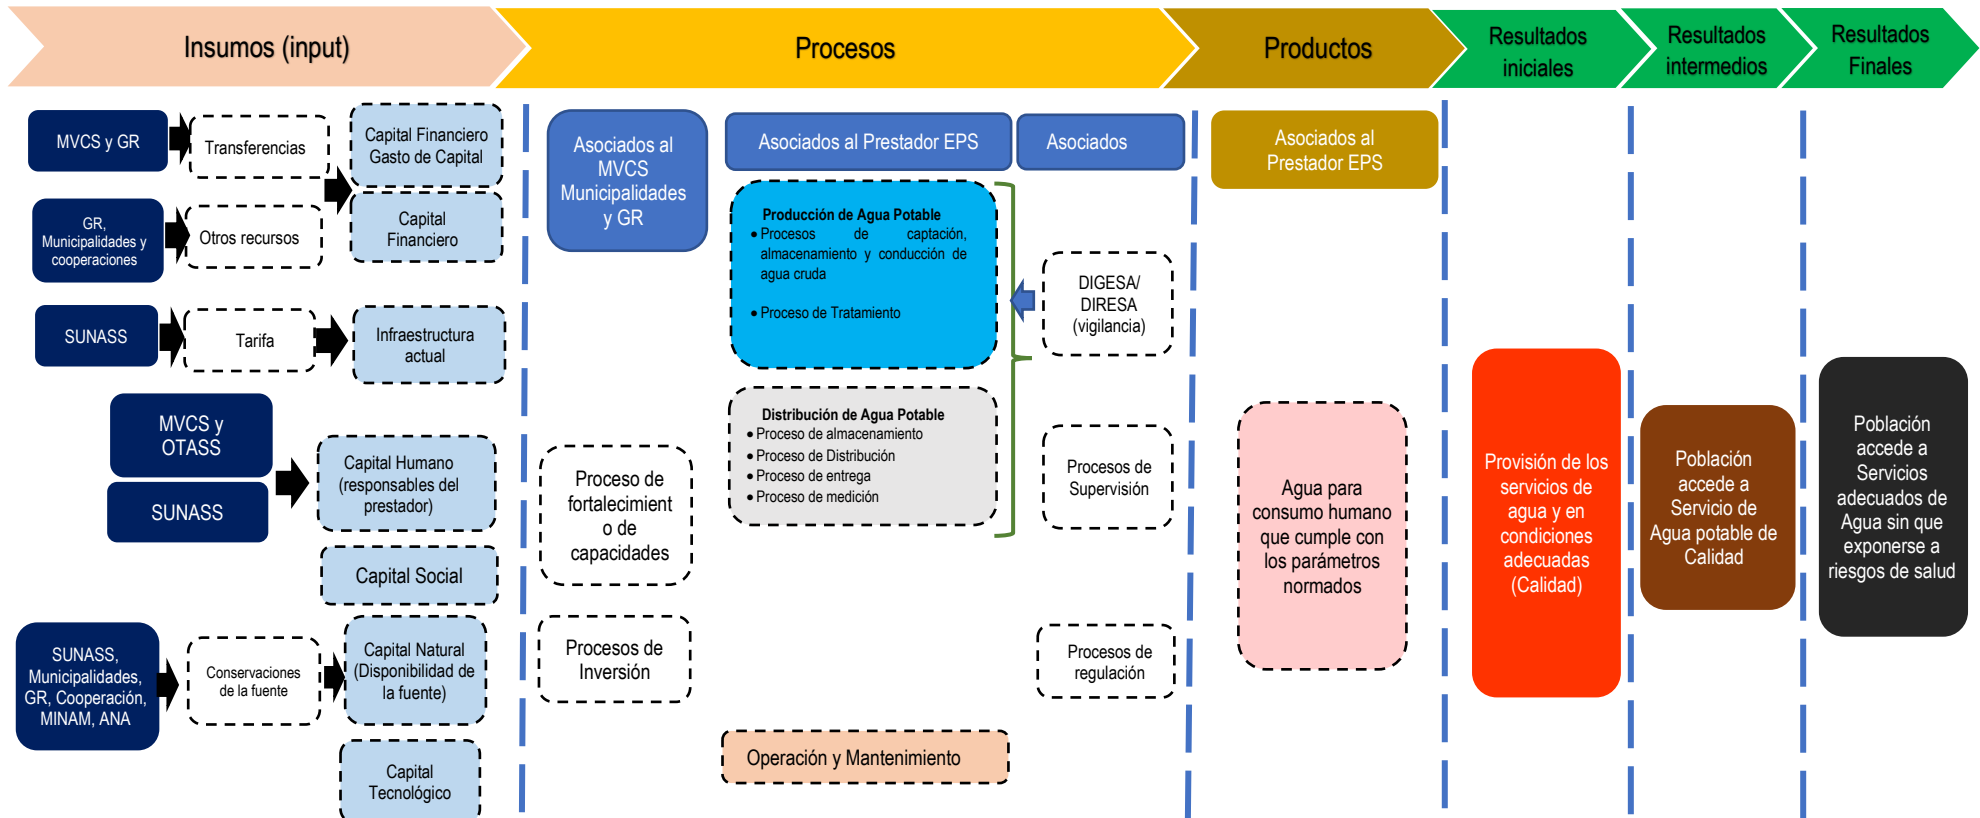 Insumos (input)
Procesos
Productos
Resultados
iniciales
Resultados
intermedios
Resultados
Finales
MVCS y GR
Transferencias
Capital Financiero
Gasto de Capital
GR,
Municipalidades y
cooperaciones
Otros recursos
Capital
Financiero
SUNASS
Tarifa
Infraestructura
actual
MVCS y
OTASS
SUNASS
Capital Humano
(responsables del
prestador)
Capital Social
SUNASS,
Municipalidades,
GR, Cooperación,
MINAM, ANA
Conservaciones
de la fuente
Capital Natural
(Disponibilidad de
la fuente)
Capital
Tecnológico
Asociados al
MVCS
Municipalidades
y GR
Proceso de
fortalecimient
o de
capacidades
Procesos de
Inversión
Asociados al Prestador EPS
Producción de Agua Potable
• Procesos de captación,
almacenamiento y conducción de
agua cruda
• Proceso de Tratamiento
Distribución de Agua Potable
• Proceso de almacenamiento
• Proceso de Distribución
• Proceso de entrega
• Proceso de medición
Operación y Mantenimiento
Asociados
DIGESA/
DIRESA
(vigilancia)
Procesos de
Supervisión
Procesos de
regulación
Asociados al
Prestador EPS
Agua para
consumo humano
que cumple con
los parámetros
normados
Provisión de los
servicios de
agua y en
condiciones
adecuadas
(Calidad)
Población
accede a
Servicio de
Agua potable de
Calidad
Población
accede a
Servicios
adecuados de
Agua sin que
exponerse a
riesgos de salud